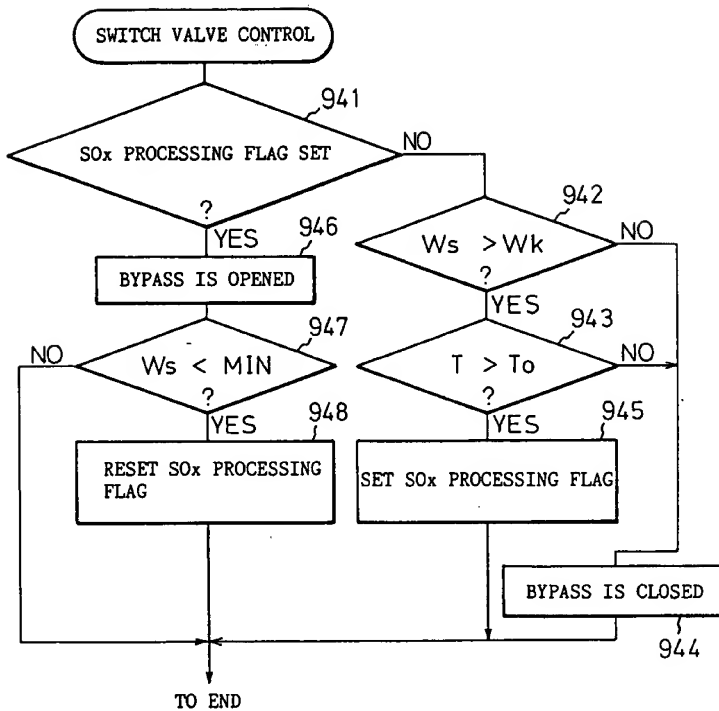 SWITCH VALVE CONTROL
941
SOx PROCESSING FLAG SET
?
NO
YES
942
Ws > Wk
?
NO
YES
946
BYPASS IS OPENED
947
NO
Ws < MIN
?
YES
943
T > To
?
NO
YES
948
RESET SOx PROCESSING
FLAG
945
SET SOx PROCESSING FLAG
BYPASS IS CLOSED
944
TO END